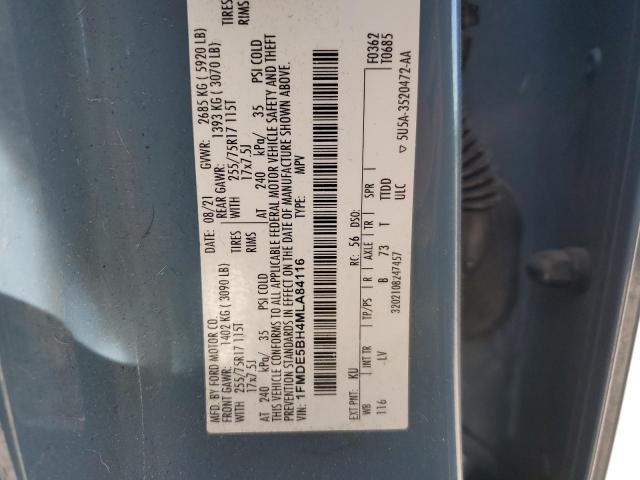 MFD. BY FORD MOTOR CO.
DATE: 08/21 GVWR: 2685 KG ( 5920 LB)
FRONT GAWR: 1402 KG ( 3090 LB) REAR GAWR: 1393 KG ( 3070 LB)
WITH 255/75R17 115T TIRES WITH 255/75R17 115T TIRES
17x7.5J RIMS 17x7.5J RIMS
AT 240 kPa/ 35 PSI COLD AT 240 kPa/ 35 PSI COLD
THIS VEHICLE CONFORMS TO ALL APPLICABLE FEDERAL MOTOR VEHICLE SAFETY AND THEFT
PREVENTION STANDARDS IN EFFECT ON THE DATE OF MANUFACTURE SHOWN ABOVE.
VIN: 1FMDE5BH4MLA84116 TYPE: MPV
F0362
T0685
EXT PNT: KU RC: 56 DSO:
WB INT TR TP/PS R AXLE TR SPR
116 LV B 73 T TTDD
ULC
3202108247457
▽ 5U5A-3520472-AA